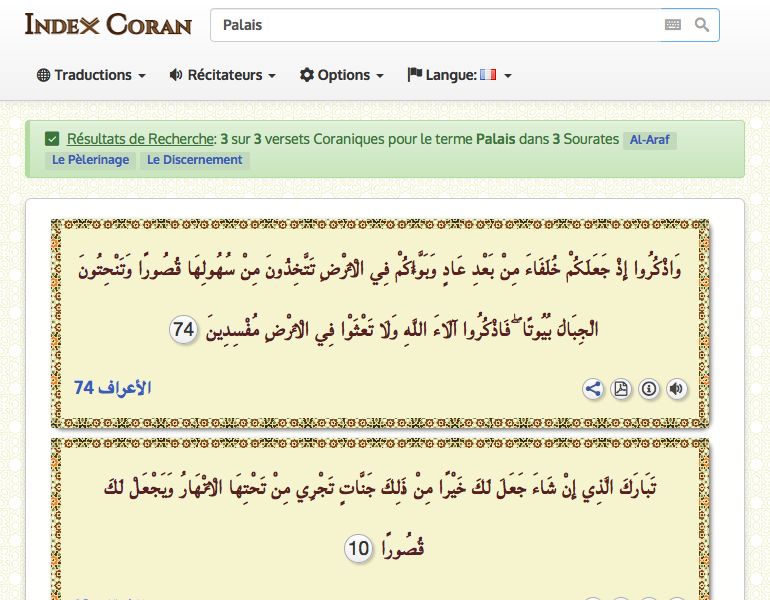 INDEX CORAN
Palais
Traductions
Récitateurs
Options
Langue:
Résultats de Recherche: 3 sur 3 versets Coraniques pour le terme Palais dans 3 Sourates Al-Araf
Le Pèlerinage Le Discernement
وَاذْكُرُوا إِذْ جَعَلَكُمْ خُلَفَاءَ مِنْ بَعْدِ عَادٍ وَبَوَّأَكُمْ فِي الْأَرْضِ تَتَّخِذُونَ مِنْ سُهُولِهَا قُصُورًا وَتَنْحِتُونَ
الْجِبَالَ بُيُوتًا ۖ فَاذْكُرُوا آلَاءَ اللَّهِ وَلَا تَعْثَوْا فِي الْأَرْضِ مُفْسِدِينَ 74
الأعراف 74
تَبَارَكَ الَّذِي إِنْ شَاءَ جَعَلَ لَكَ خَيْرًا مِنْ ذَلِكَ جَنَّاتٍ تَجْرِي مِنْ تَحْتِهَا الْأَنْهَارُ وَيَجْعَلْ لَكَ
قُصُورًا 10